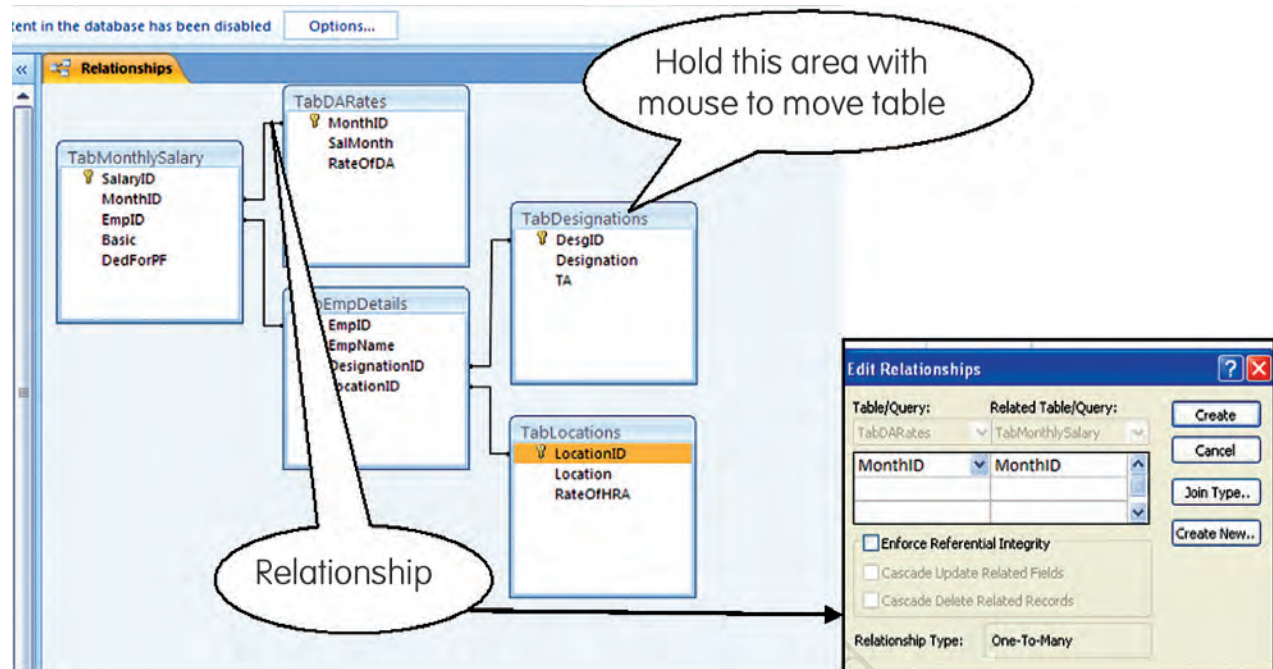 tent in the database has been disabled Options...
« Relationships
Hold this area with
mouse to move table
TabDARates
MonthID
SalMonth
RateOfDA
TabMonthlySalary
SalaryID
MonthID
EmpID
Basic
DedForPF
TabDesignations
DesgID
Designation
TA
EmpDetails
EmpID
EmpName
DesignationID
LocationID
TabLocations
LocationID
Location
RateOfHRA
Relationship
Edit Relationships
Table/Query: Related Table/Query:
TabDARates TabMonthlySalary
MonthID MonthID
Create
Cancel
Join Type..
Create New..
Enforce Referential Integrity
Cascade Update Related Fields
Cascade Delete Related Records
Relationship Type: One-To-Many